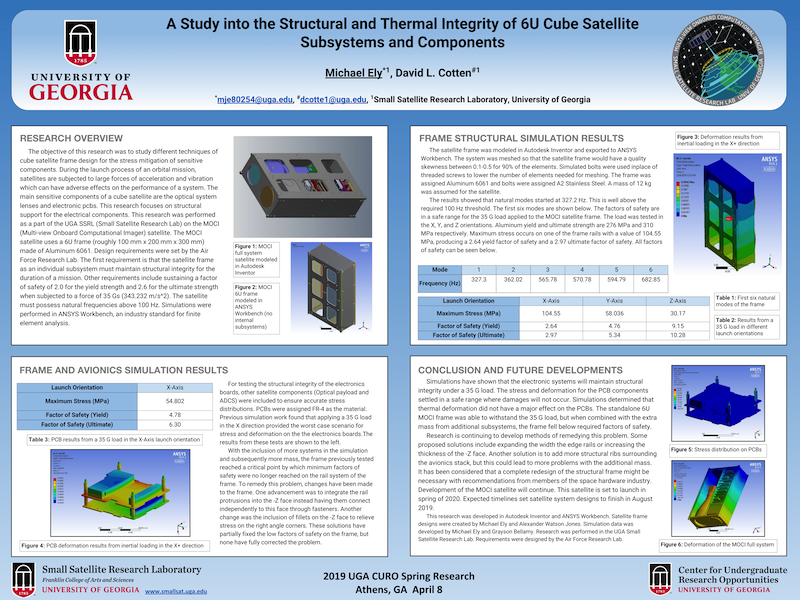 A Study into the Structural and Thermal Integrity of 6U Cube Satellite
Subsystems and Components
Michael Ely*1, David L. Cotten#1
*mje80254@uga.edu, #dcotte1@uga.edu, 1Small Satellite Research Laboratory, University of Georgia
1785
UNIVERSITY OF
GEORGIA
RESEARCH OVERVIEW
The objective of this research was to study different techniques of
cube satellite frame design for the stress mitigation of sensitive
components. During the launch process of an orbital mission,
satellites are subjected to large forces of acceleration and vibration
which can have adverse effects on the performance of a system. The
main sensitive components of a cube satellite are the optical system
lenses and electronic pcbs. This research focuses on structural
support for the electrical components. This research was performed
as a part of the UGA SSRL (Small Satellite Research Lab) on the MOCI
(Multi-view Onboard Computational Imager) satellite. The MOCI
satellite uses a 6U frame (roughly 100 mm x 200 mm x 300 mm)
made of Aluminum 6061. Design requirements were set by the Air
Force Research Lab. The first requirement is that the satellite frame
as an individual subsystem must maintain structural integrity for the
duration of a mission. Other requirements include sustaining a factor
of safety of 2.0 for the yield strength and 2.6 for the ultimate strength
when subjected to a force of 35 Gs (343.232 m/s^2). The satellite
must possess natural frequencies above 100 Hz. Simulations were
performed in ANSYS Workbench, an industry standard for finite
element analysis.
Figure 1: MOCI
full system
satellite modeled
in Autodesk
Inventor
Figure 2: MOCI
6U frame
modeled in
ANSYS
Workbench (no
internal
subsystems)
FRAME STRUCTURAL SIMULATION RESULTS
The satellite frame was modeled in Autodesk Inventor and exported to ANSYS
Workbench. The system was meshed so that the satellite frame would have a quality
skewness between 0.1-0.5 for 90% of the elements. Simulated bolts were used inplace of
threaded screws to lower the number of elements needed for meshing. The frame was
assigned Aluminum 6061 and bolts were assigned A2 Stainless Steel. A mass of 12 kg
was assumed for the satellite.
The results showed that natural modes started at 327.2 Hz. This is well above the
required 100 Hz threshold. The first six modes are shown below. The factors of safety are
in a safe range for the 35 G load applied to the MOCI satellite frame. The load was tested in
the X, Y, and Z orientations. Aluminum yield and ultimate strength are 276 MPa and 310
MPa respectively. Maximum stress occurs on one of the frame rails with a value of 104.55
MPa, producing a 2.64 yield factor of safety and a 2.97 ultimate factor of safety. All factors
of safety can be seen below.
Figure 3: Deformation results from
inertial loading in the X+ direction
ANSYS
Mode 1 2 3 4 5 6
Frequency (Hz) 327.3 362.02 565.78 570.78 594.79 682.85
Launch Orientation X-Axis Y-Axis Z-Axis
Maximum Stress (MPa) 104.55 58.036 30.17
Factor of Safety (Yield) 2.64 4.76 9.15
Factor of Safety (Ultimate) 2.97 5.34 10.28
Table 1: First six natural
modes of the frame
Table 2: Results from a
35 G load in different
launch orientations
FRAME AND AVIONICS SIMULATION RESULTS
Launch Orientation X-Axis
Maximum Stress (MPa) 54.802
Factor of Safety (Yield) 4.78
Factor of Safety (Ultimate) 6.30
Table 3: PCB results from a 35 G load in the X-Axis launch orientation
Figure 4: PCB deformation results from inertial loading in the X+ direction
For testing the structural integrity of the electronics
boards, other satellite components (Optical payload and
ADCS) were included to ensure accurate stress
distributions. PCBs were assigned FR-4 as the material.
Previous simulation work found that applying a 35 G load
in the X direction provided the worst case scenario for
stress and deformation on the the electronics boards.The
results from these tests are shown to the left.
With the inclusion of more systems in the simulation
and subsequently more mass, the frame previously tested
reached a critical point by which minimum factors of
safety were no longer reached on the rail system of the
frame. To remedy this problem, changes have been made
to the frame. One advancement was to integrate the rail
protrusions into the -Z face instead having them connect
independently to this face through fasteners. Another
change was the inclusion of fillets on the -Z face to relieve
stress on the right angle corners. These solutions have
partially fixed the low factors of safety on the frame, but
none have fully corrected the problem.
CONCLUSION AND FUTURE DEVELOPMENTS
Simulations have shown that the electronic systems will maintain structural
integrity under a 35 G load. The stress and deformation for the PCB components
settled in a safe range where damages will not occur. Simulations determined that
thermal deformation did not have a major effect on the PCBs. The standalone 6U
MOCI frame was able to withstand the 35 G load, but when combined with the extra
mass from additional subsystems, the frame fell below required factors of safety.
Research is continuing to develop methods of remedying this problem. Some
proposed solutions include expanding the width the edge rails or increasing the
thickness of the -Z face. Another solution is to add more structural ribs surrounding
the avionics stack, but this could lead to more problems with the additional mass.
It has been considered that a complete redesign of the structural frame might be
necessary with recommendations from members of the space hardware industry.
Development of the MOCI satellite will continue. This satellite is set to launch in
spring of 2020. Expected timelines set satellite system designs to finish in August
2019.
This research was developed in Autodesk Inventor and ANSYS Workbench. Satellite frame
designs were created by Michael Ely and Alexander Watson Jones. Simulation data was
developed by Michael Ely and Grayson Bellamy. Research was performed in the UGA Small
Satellite Research Lab. Requirements were designed by the Air Force Research Lab.
Figure 5: Stress distribution on PCBs
Figure 6: Deformation of the MOCI full system
Small Satellite Research Laboratory
Franklin College of Arts and Sciences
UNIVERSITY OF GEORGIA
www.smallsat.uga.edu
2019 UGA CURO Spring Research
Athens, GA April 8
Center for Undergraduate
Research Opportunities
UNIVERSITY OF GEORGIA